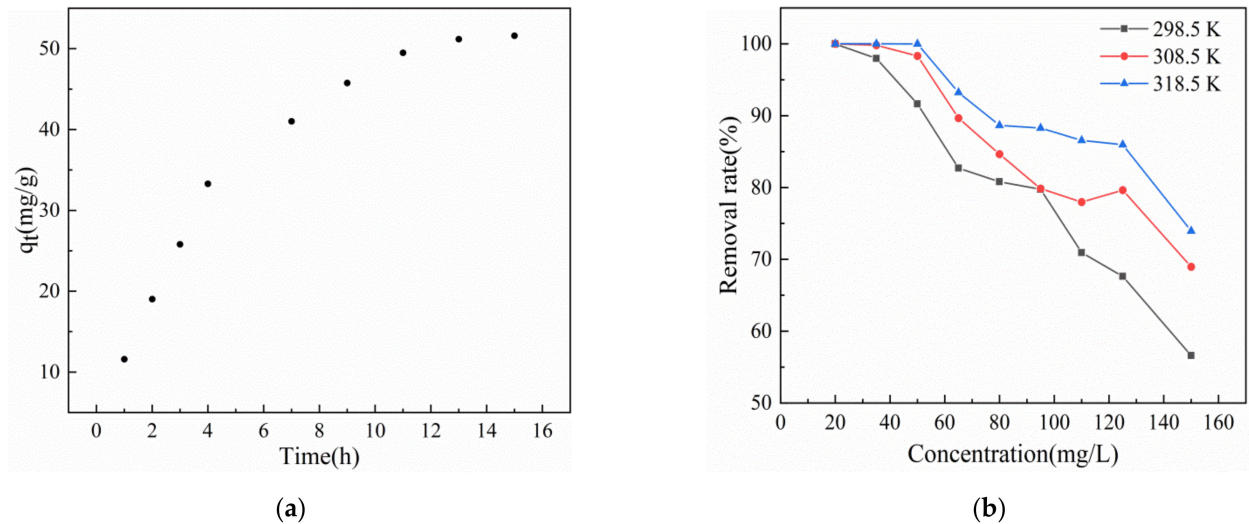 50
40
30
20
10
qt(mg/g)
0 2 4 6 8 10 12 14 16
Time(h)
(a)
298.5 K
308.5 K
318.5 K
100
90
80
70
60
50
Removal rate(%)
0 20 40 60 80 100 120 140 160
Concentration(mg/L)
(b)